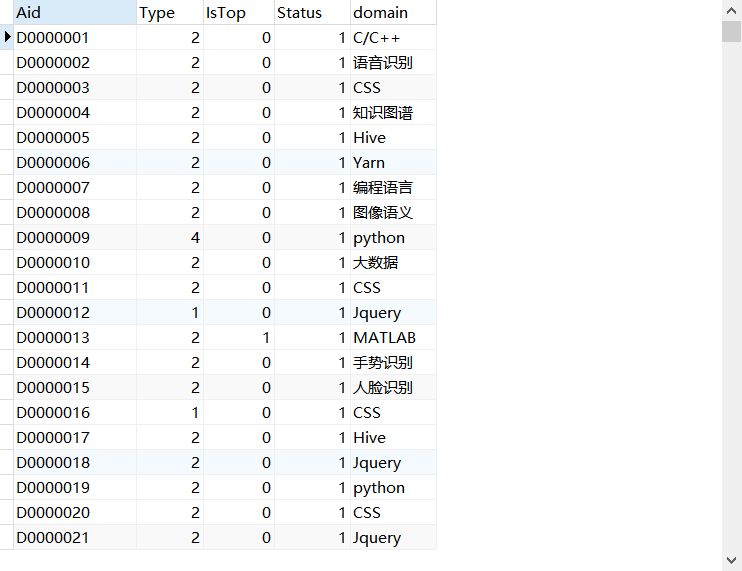 Aid Type IsTop Status domain
D0000001 2 0 1 C/C++
D0000002 2 0 1 语音识别
D0000003 2 0 1 CSS
D0000004 2 0 1 知识图谱
D0000005 2 0 1 Hive
D0000006 2 0 1 Yarn
D0000007 2 0 1 编程语言
D0000008 2 0 1 图像语义
D0000009 4 0 1 python
D0000010 2 0 1 大数据
D0000011 2 0 1 CSS
D0000012 1 0 1 Jquery
D0000013 2 1 1 MATLAB
D0000014 2 0 1 手势识别
D0000015 2 0 1 人脸识别
D0000016 1 0 1 CSS
D0000017 2 0 1 Hive
D0000018 2 0 1 Jquery
D0000019 2 0 1 python
D0000020 2 0 1 CSS
D0000021 2 0 1 Jquery